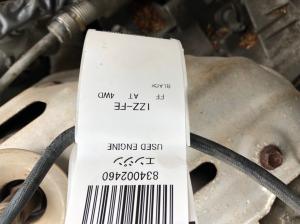 834002460
エンジン
USED ENGINE
1ZZ-FE
FF AT 4WD
BLACK